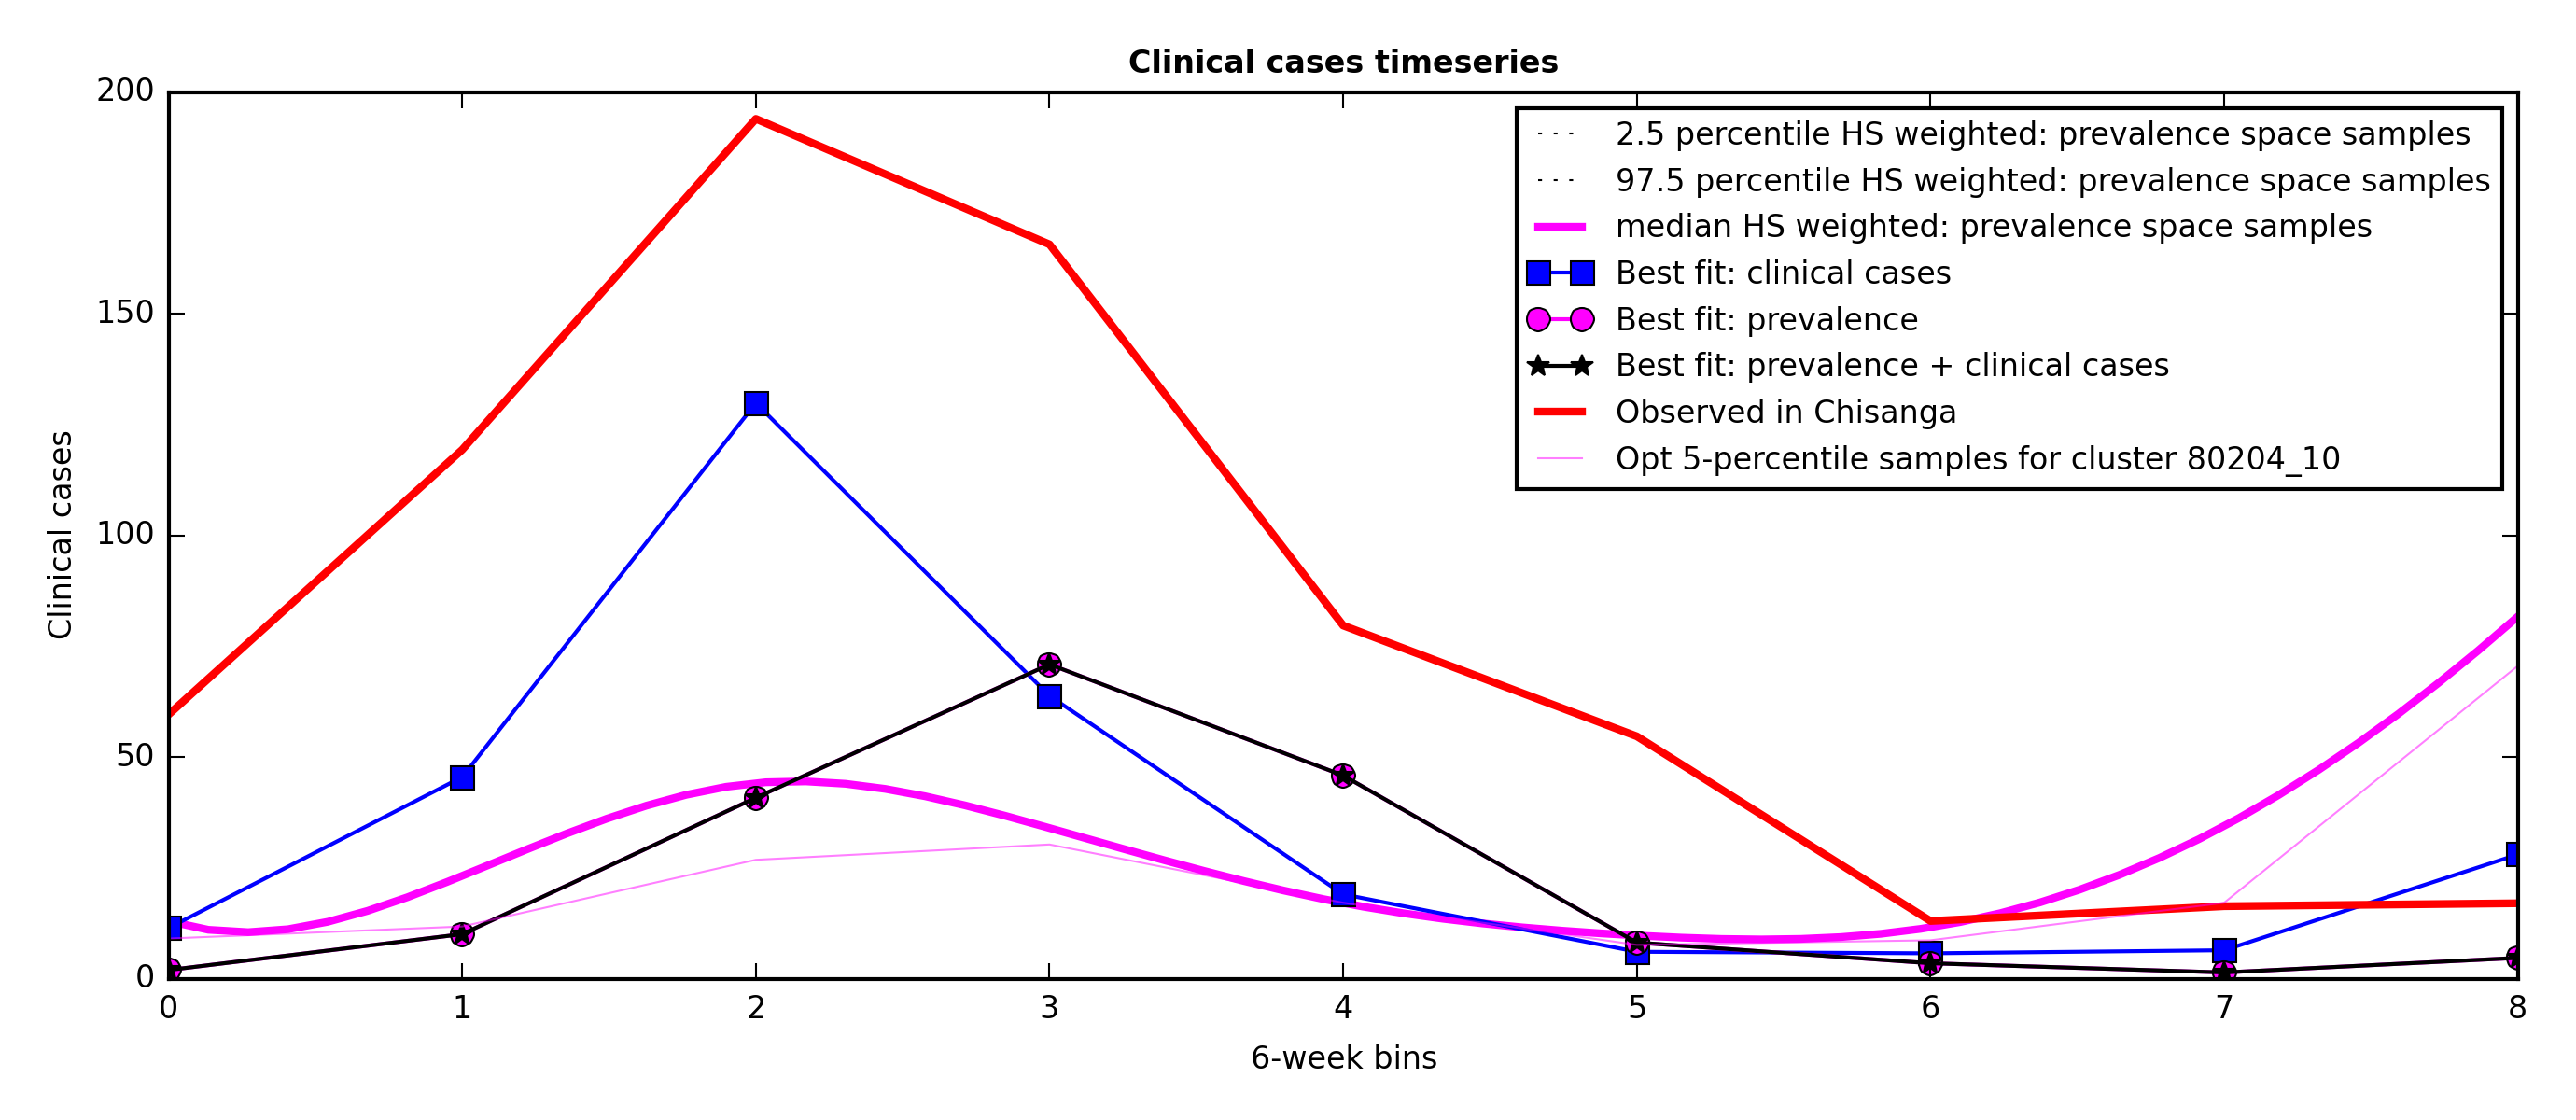 Clinical cases timeseries
200
150
100
50
0
Clinical cases
2.5 percentile HS weighted: prevalence space samples
97.5 percentile HS weighted: prevalence space samples
median HS weighted: prevalence space samples
Best fit: clinical cases
Best fit: prevalence
Best fit: prevalence + clinical cases
Observed in Chisanga
Opt 5-percentile samples for cluster 80204_10
0 1 2 3 4 5 6 7 8
6-week bins